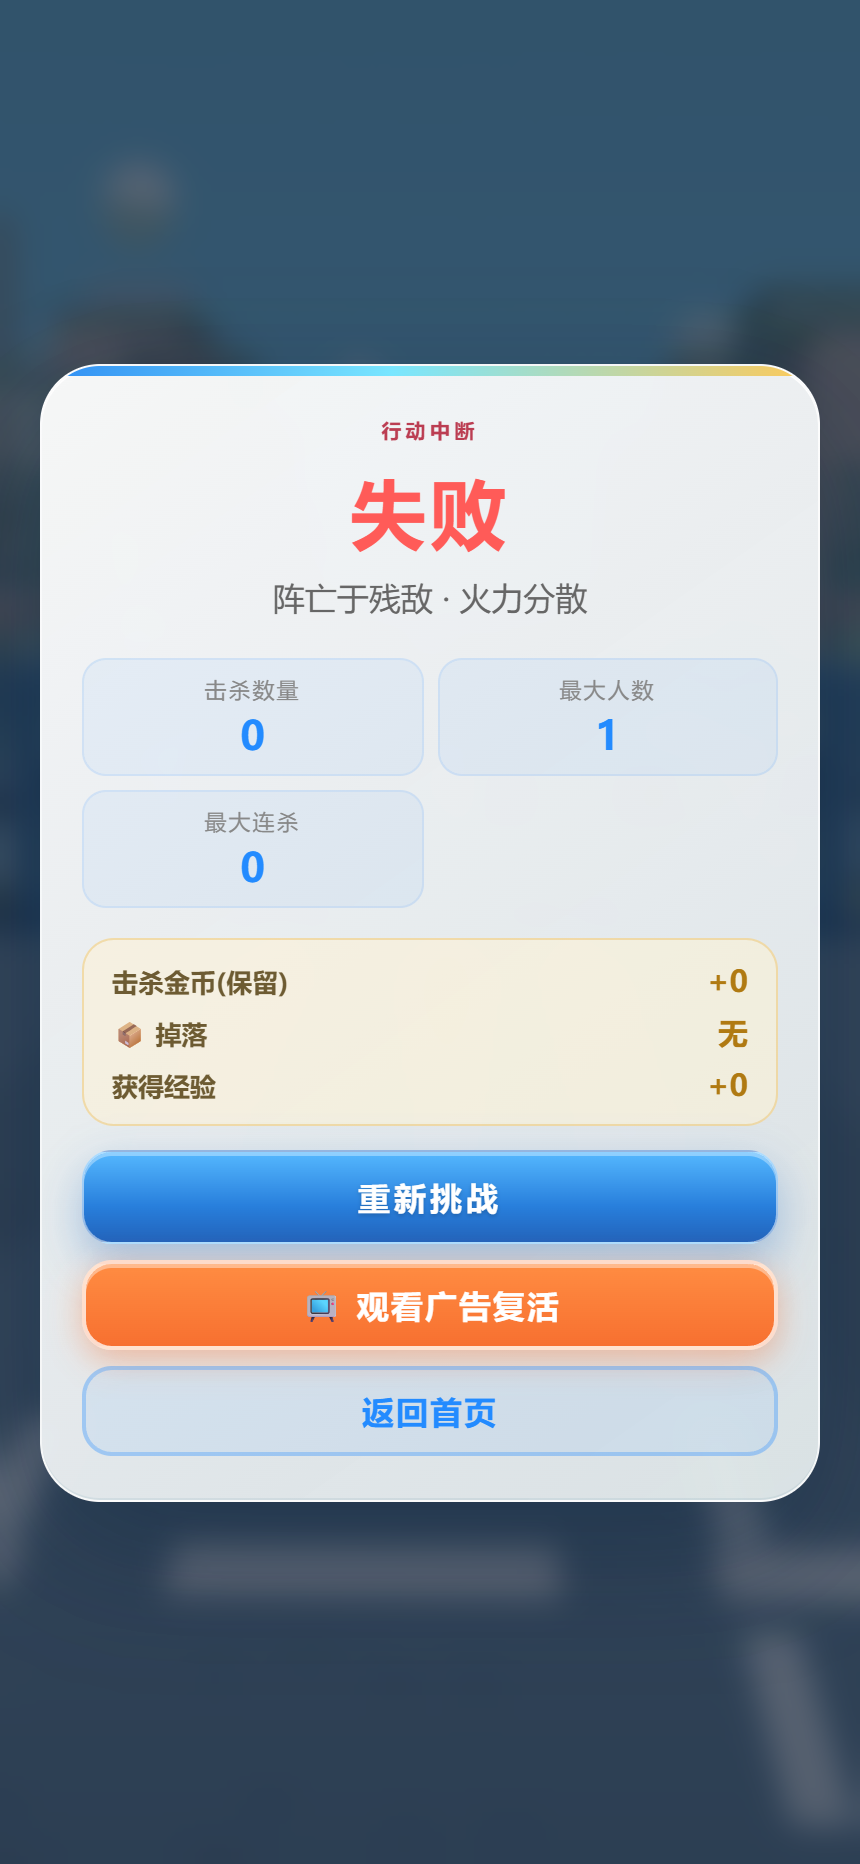 行动中断
失败
阵亡于残敌 · 火力分散
击杀数量
0
最大人数
1
最大连杀
0
击杀金币(保留) +0
掉落 无
获得经验 +0
重新挑战
观看广告复活
返回首页